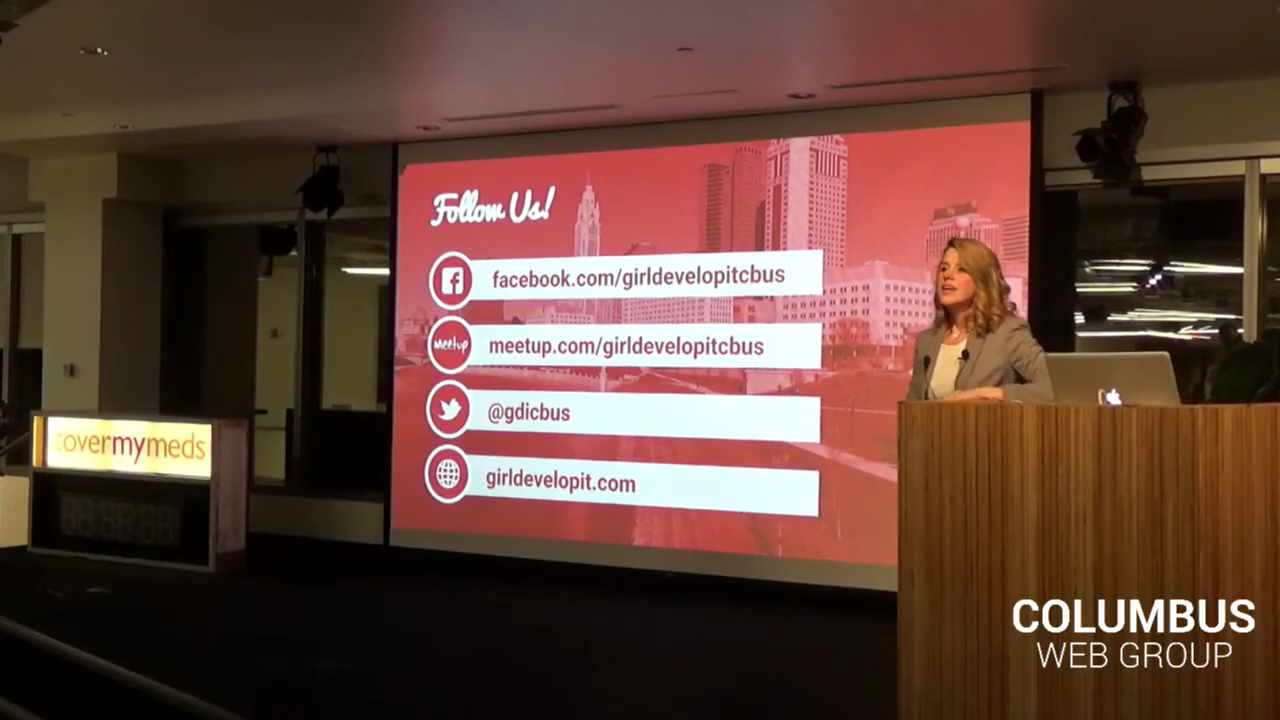 Follow Us!
facebook.com/girldevelopitcbus
meetup
meetup.com/girldevelopitcbus
@gdicbus
girldevelopit.com
covermymeds
COLUMBUS
WEB GROUP